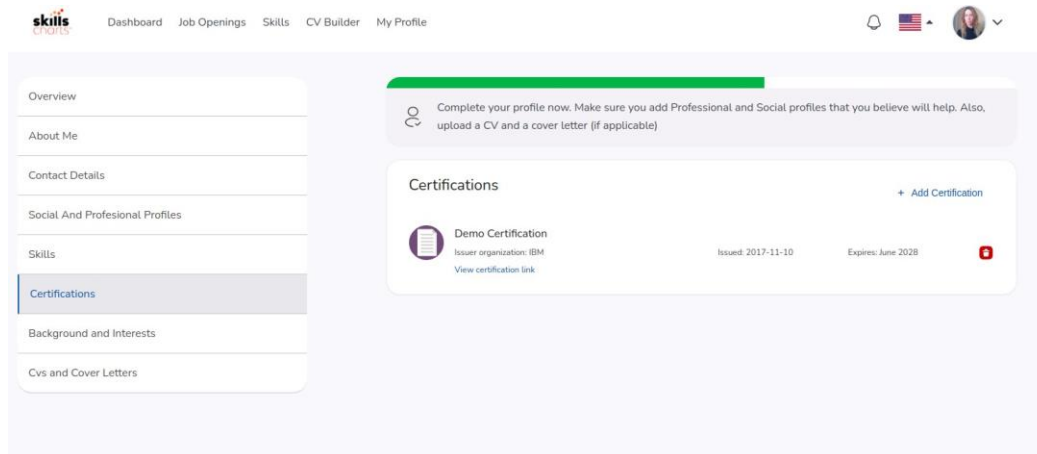 skills
charts
Dashboard Job Openings Skills CV Builder My Profile
Overview
About Me
Contact Details
Social And Profesional Profiles
Skills
Certifications
Background and Interests
Cvs and Cover Letters
Complete your profile now. Make sure you add Professional and Social profiles that you believe will help. Also,
upload a CV and a cover letter (if applicable)
Certifications
+ Add Certification
Demo Certification
Issuer organization: IBM
View certification link
Issued: 2017-11-10
Expires: June 2028